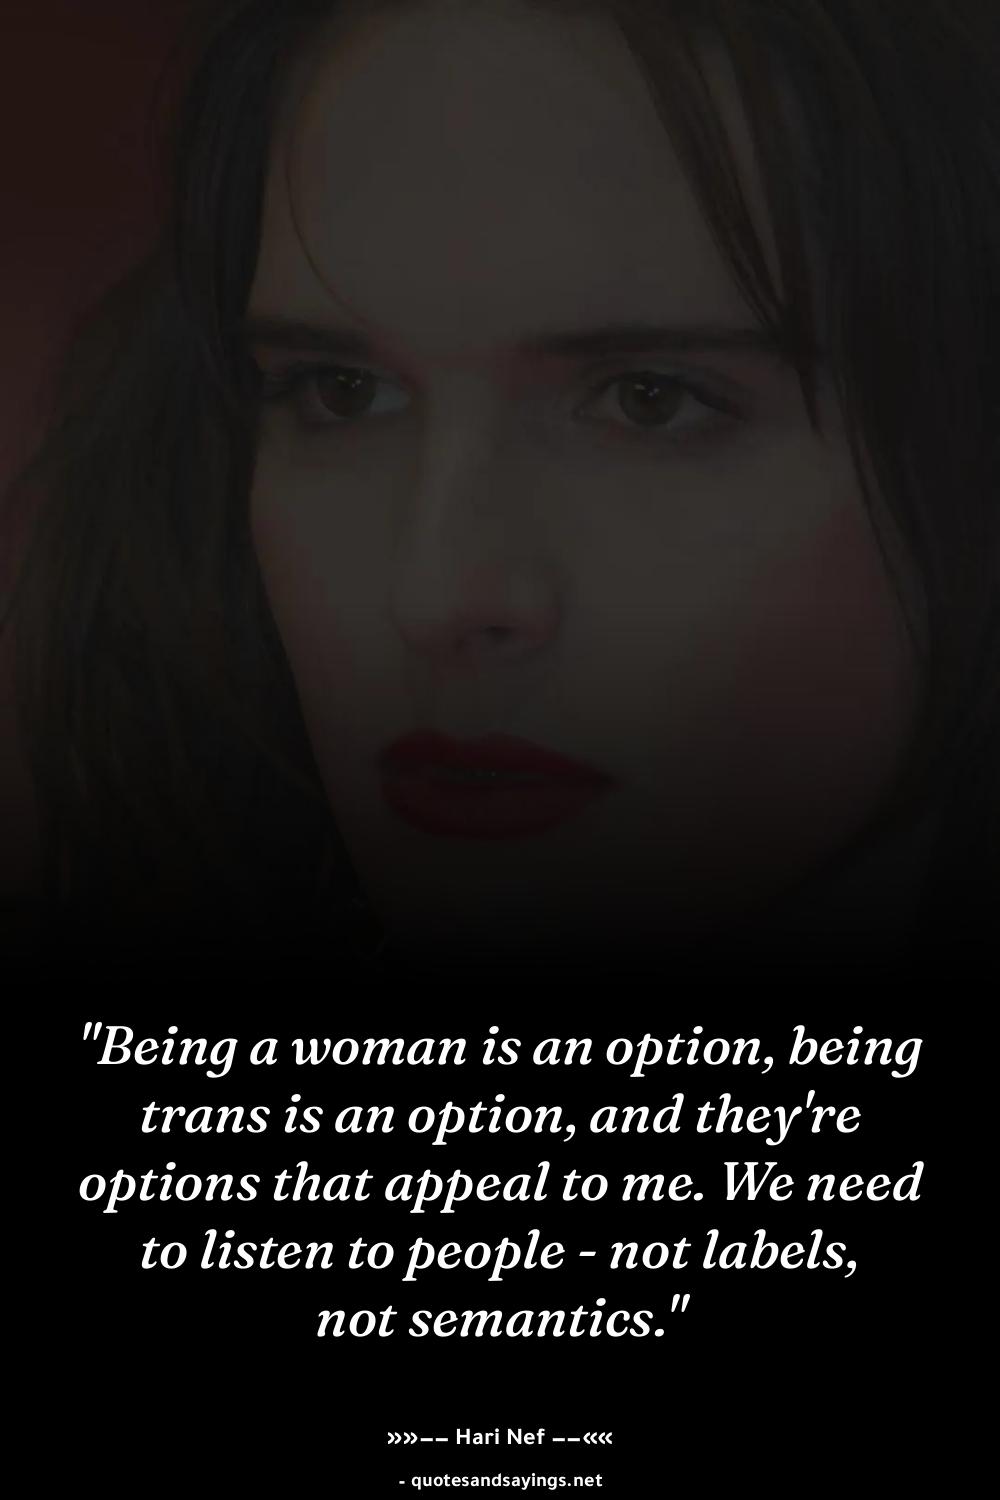 "Being a woman is an option, being
trans is an option, and they're
options that appeal to me. We need
to listen to people - not labels,
not semantics."
»»–– Hari Nef ––««
- quotesandsayings.net